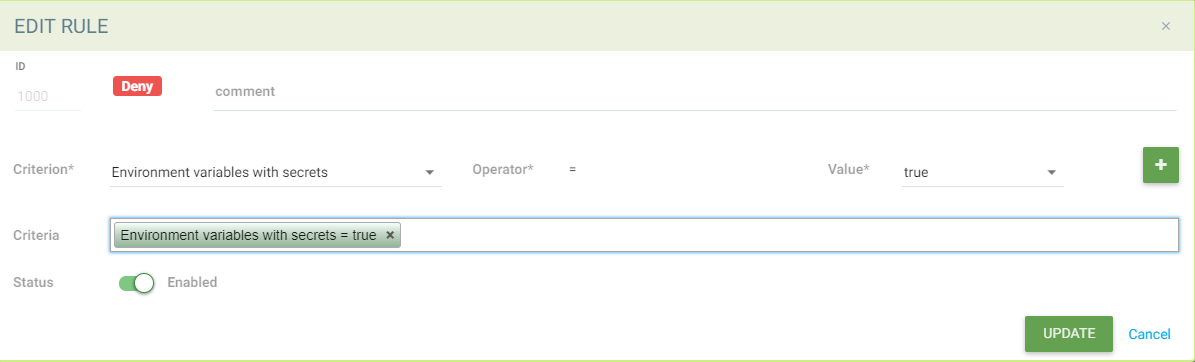 EDIT RULE ×
ID
1000 Deny comment
Criterion* Environment variables with secrets Operator* = Value* true +
Criteria Environment variables with secrets = true ×
Status Enabled
UPDATE Cancel